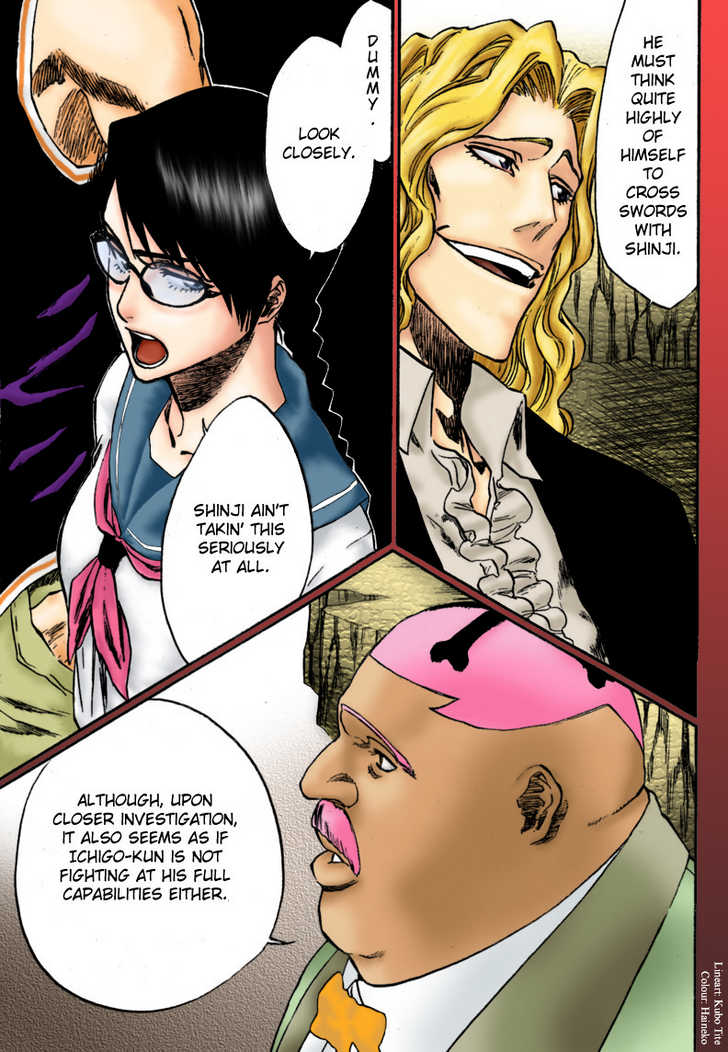 HE
MUST
THINK
QUITE
HIGHLY
OF
HIMSELF
TO
CROSS
SWORDS
WITH
SHINJI.
DUMMY.
LOOK
CLOSELY.
SHINJI AIN'T
TAKIN' THIS
SERIOUSLY
AT ALL.
ALTHOUGH, UPON
CLOSER INVESTIGATION,
IT ALSO SEEMS AS IF
ICHIGO-KUN IS NOT
FIGHTING AT HIS FULL
CAPABILITIES EITHER.
Lineart: Kubo Tite
Colour: Haineko